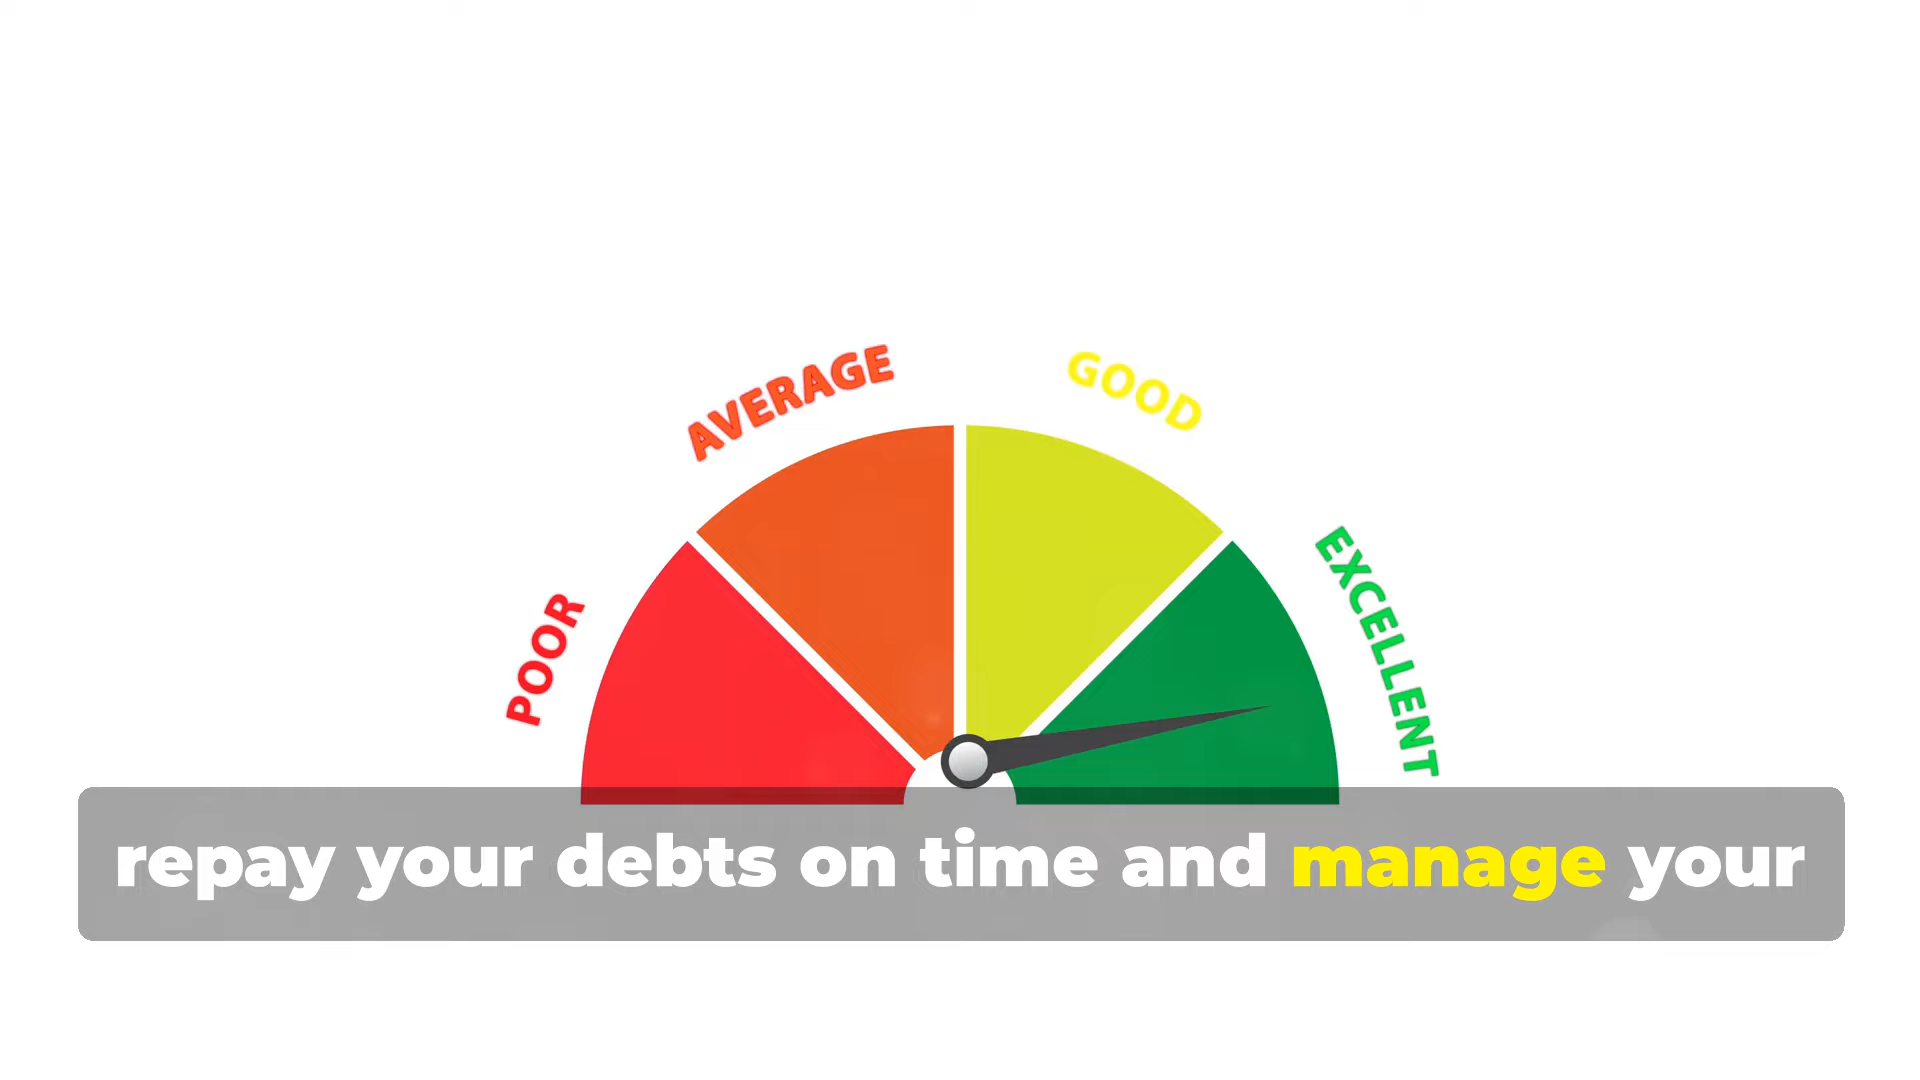 AVERAGE
GOOD
POOR
EXCELLENT
repay your debts on time and manage your